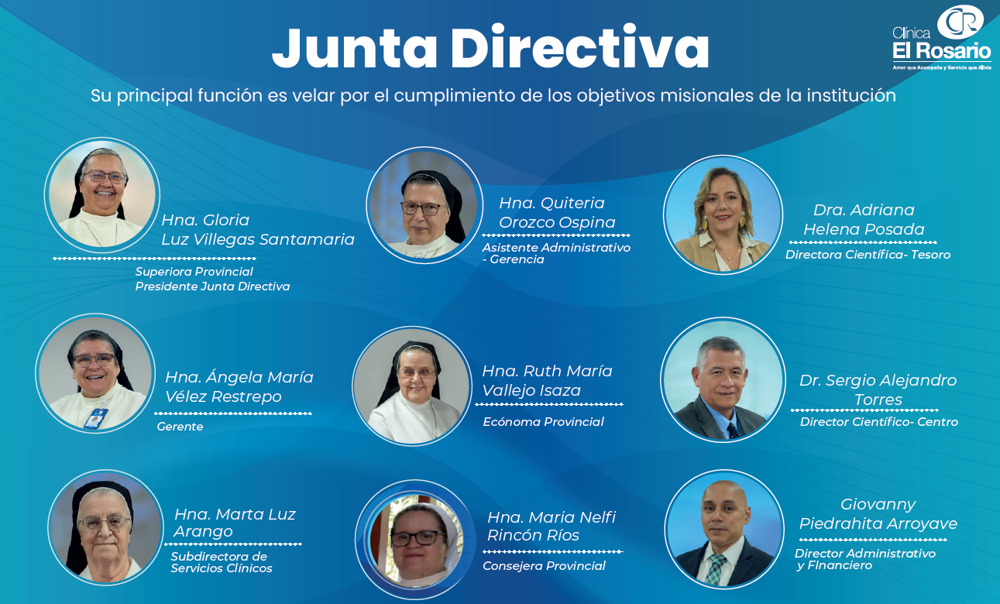 Junta Directiva
Clínica
CR
El Rosario
Amor que Acompaña y Servicio que Alivia
Su principal función es velar por el cumplimiento de los objetivos misionales de la institución
Hna. Gloria
Luz Villegas Santamaria
Superiora Provincial
Presidente Junta Directiva
Hna. Quiteria
Orozco Ospina
Asistente Administrativo
- Gerencia
Dra. Adriana
Helena Posada
Directora Científica- Tesoro
Hna. Ángela María
Vélez Restrepo
Gerente
Hna. Ruth María
Vallejo Isaza
Ecónoma Provincial
Dr. Sergio Alejandro
Torres
Director Científico- Centro
Hna. Marta Luz
Arango
Subdirectora de
Servicios Clínicos
Hna. Maria Nelfi
Rincón Ríos
Consejera Provincial
Giovanny
Piedrahita Arroyave
Director Administrativo
y FInanciero